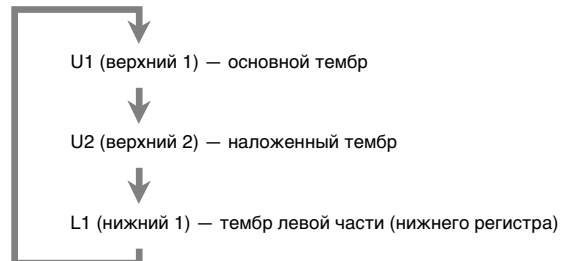 U1 (верхний 1) — основной тембр
U2 (верхний 2) — наложенный тембр
L1 (нижний 1) — тембр левой части (нижнего регистра)